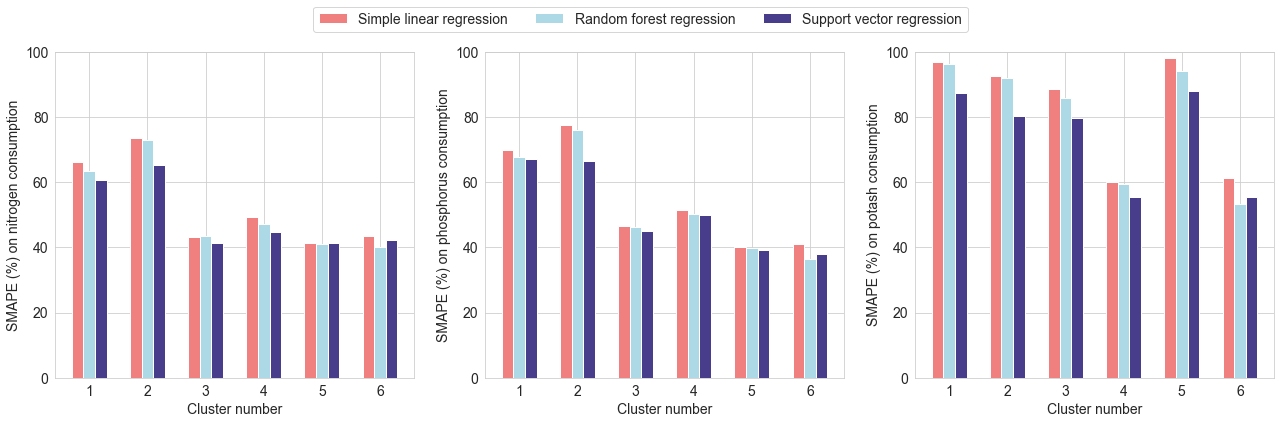 Simple linear regression Random forest regression Support vector regression
SMAPE (%) on nitrogen consumption
100
80
60
40
20
0
1 2 3 4 5 6
Cluster number
SMAPE (%) on phosphorus consumption
100
80
60
40
20
0
1 2 3 4 5 6
Cluster number
SMAPE (%) on potash consumption
100
80
60
40
20
0
1 2 3 4 5 6
Cluster number